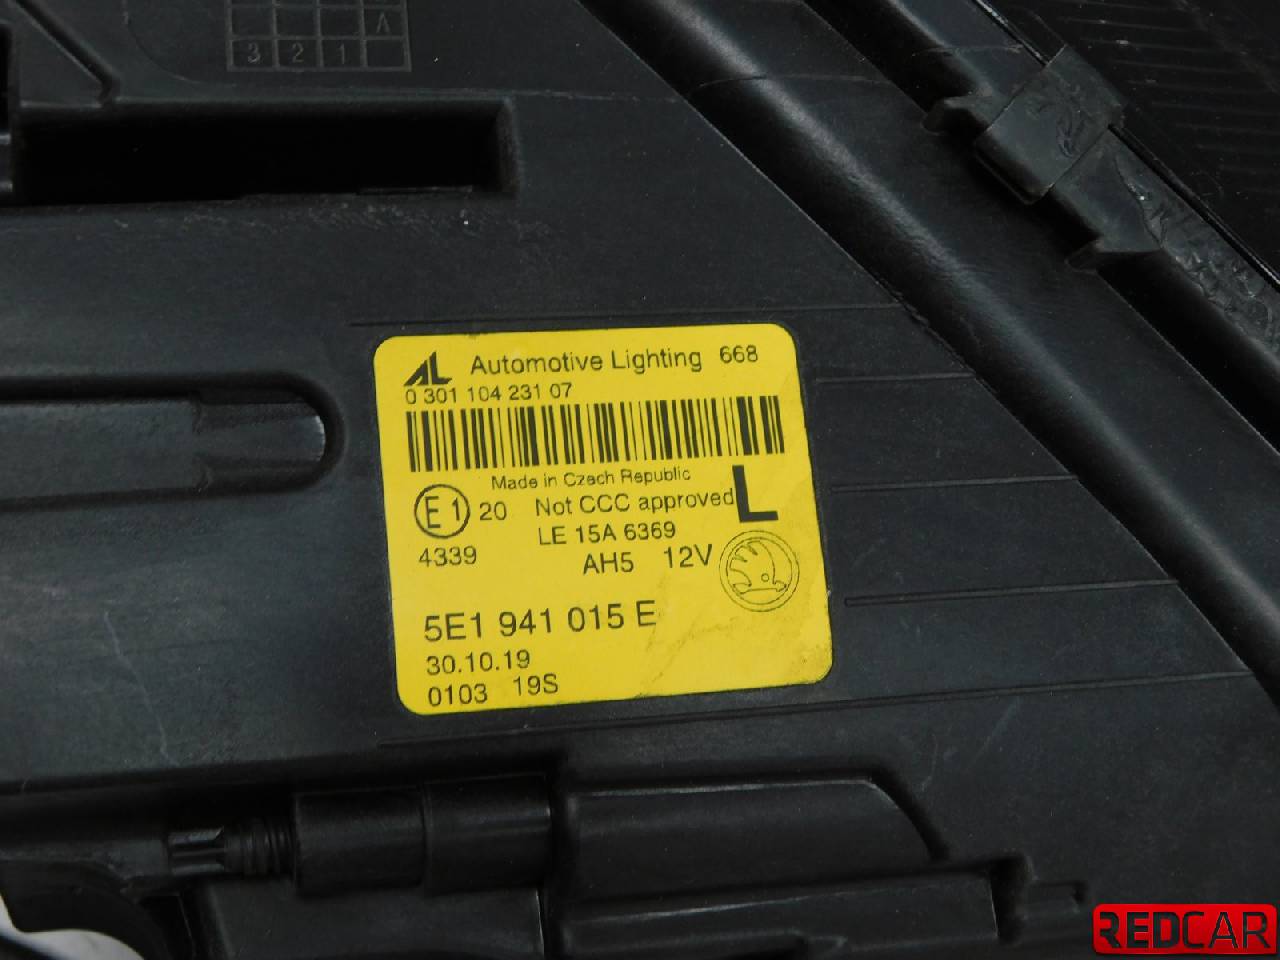 A
3 2 1
AL Automotive Lighting 668
0 301 104 231 07
Made in Czech Republic
E1 20 Not CCC approved L
LE 15A 6369
4339 AH5 12V
5E1 941 015 E
30.10.19
0103 19S
REDCAR